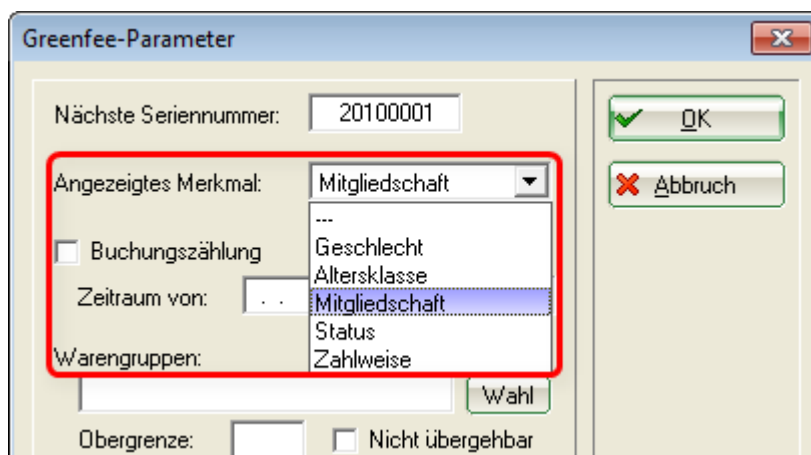 Greenfee-Parameter
Nächste Seriennummer: 20100001
OK
Angezeigtes Merkmal: Mitgliedschaft
Abbruch
---
Geschlecht
Altersklasse
Mitgliedschaft
Status
Zahlweise
Buchungszählung
Zeitraum von: . .
Warengruppen:
Wahl
Obergrenze:
Nicht übergehbar